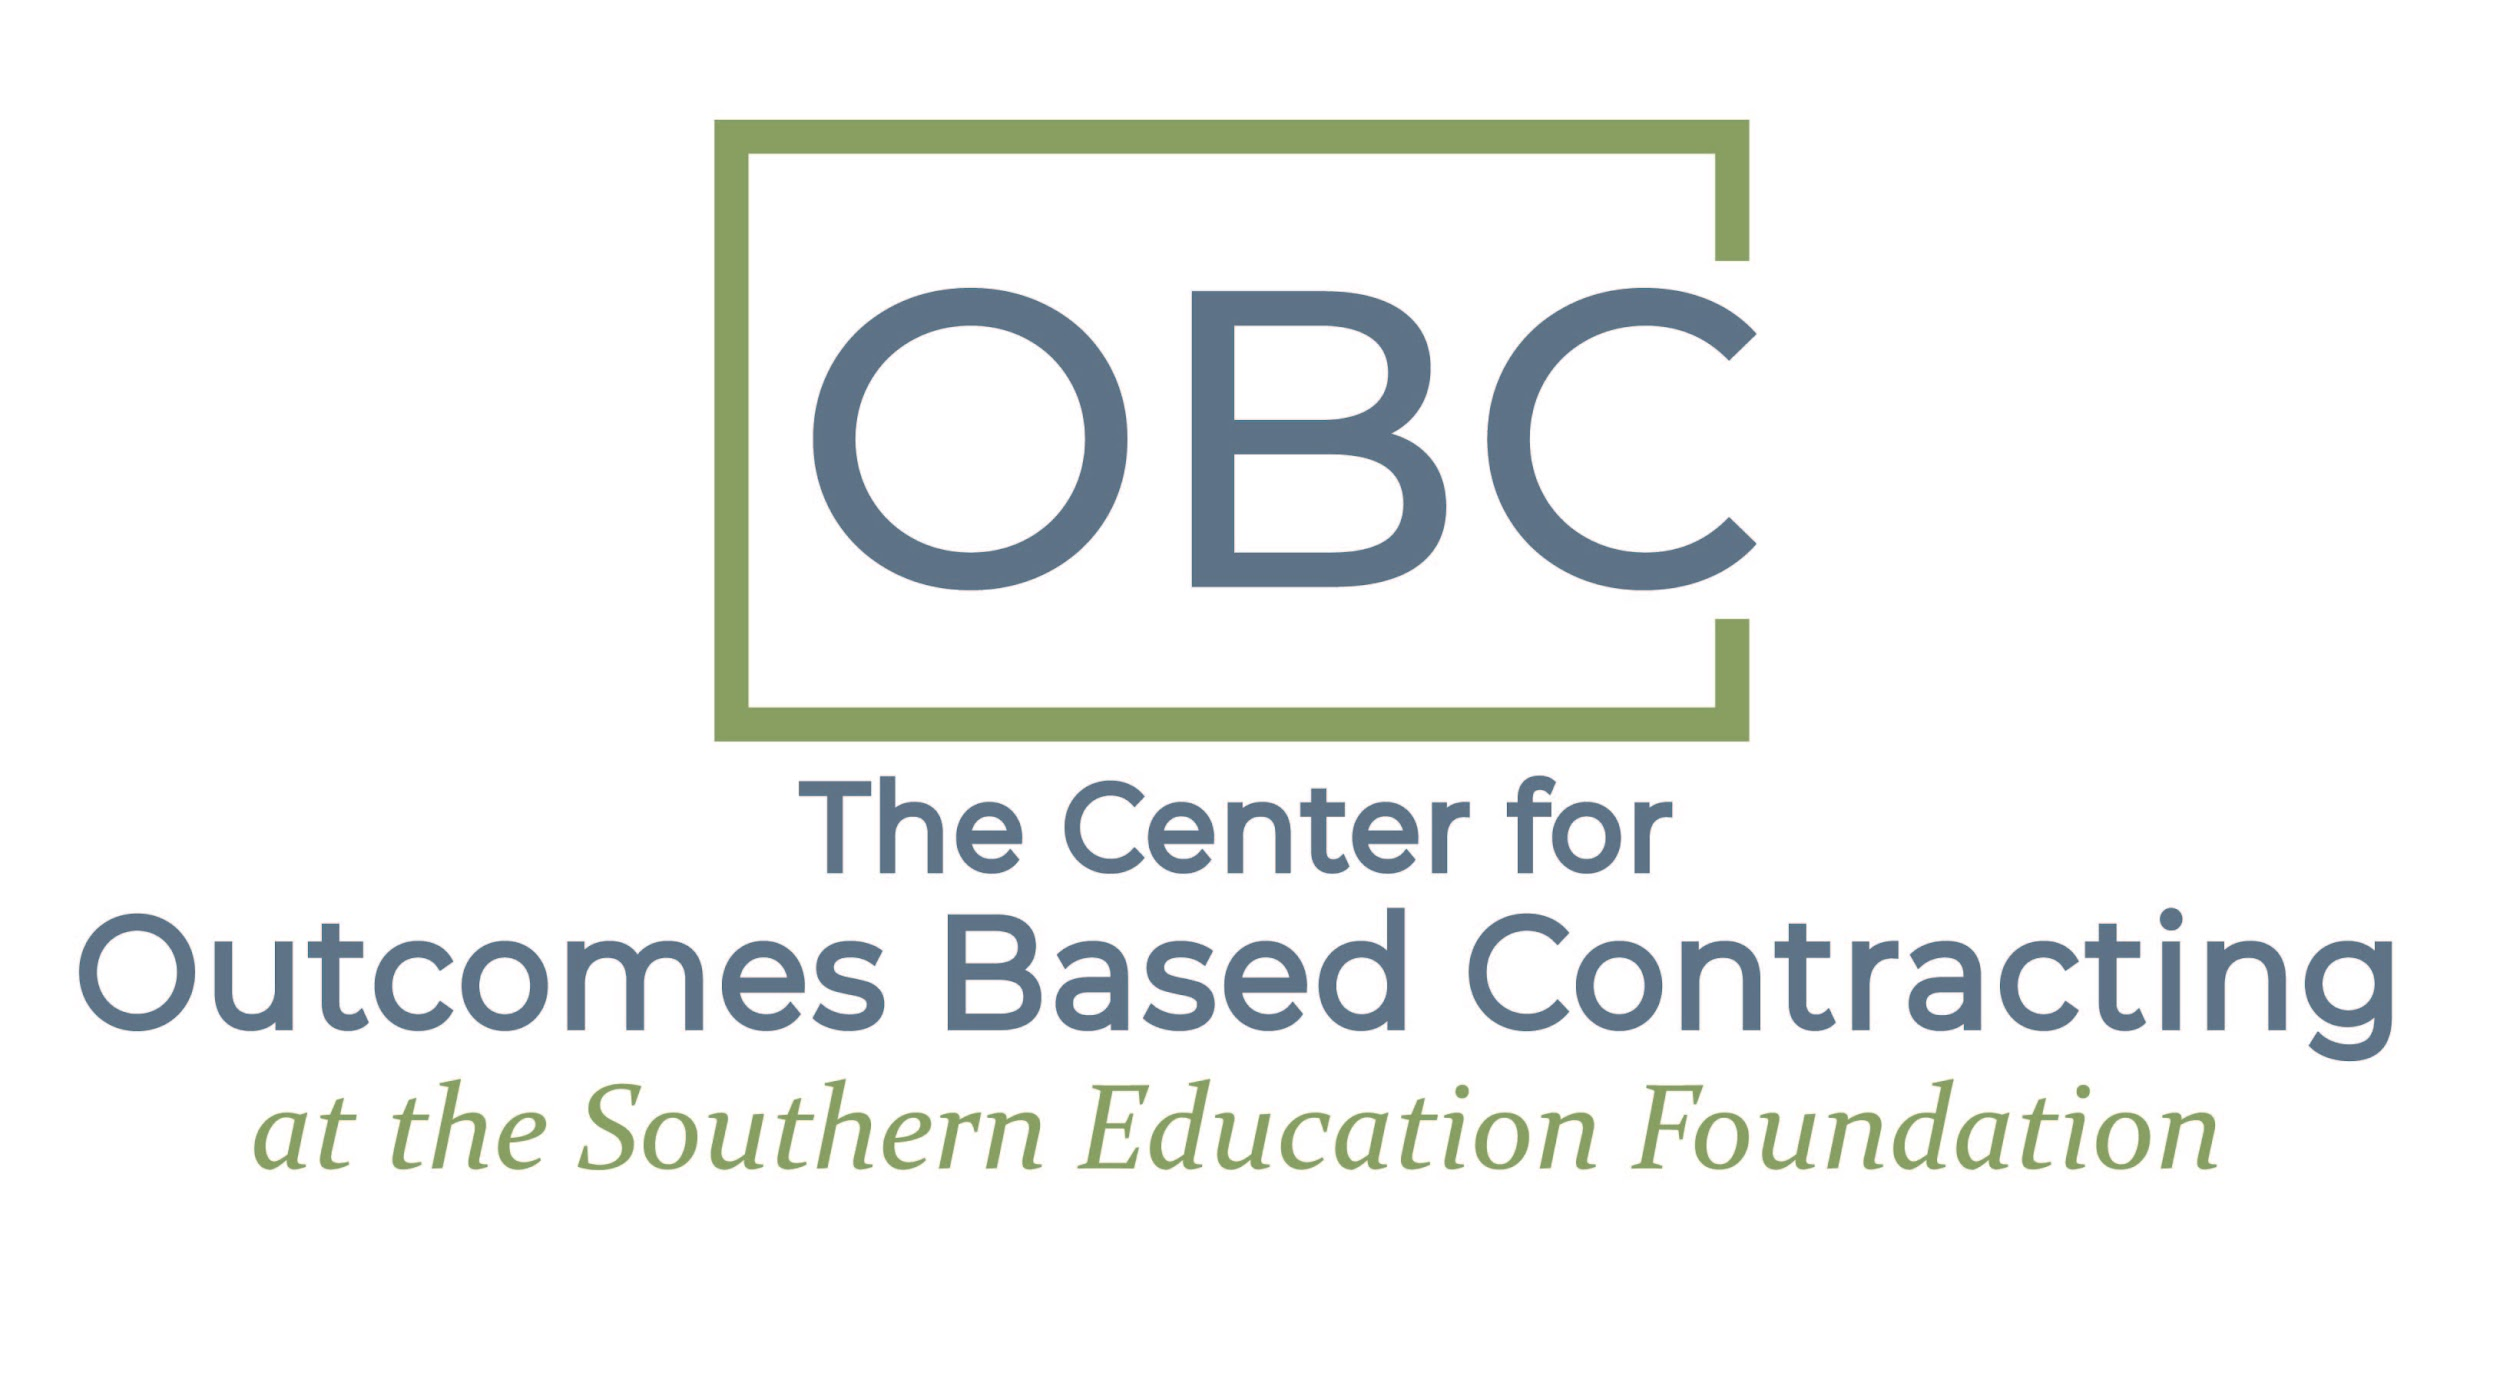 OBC
The Center for
Outcomes Based Contracting
at the Southern Education Foundation